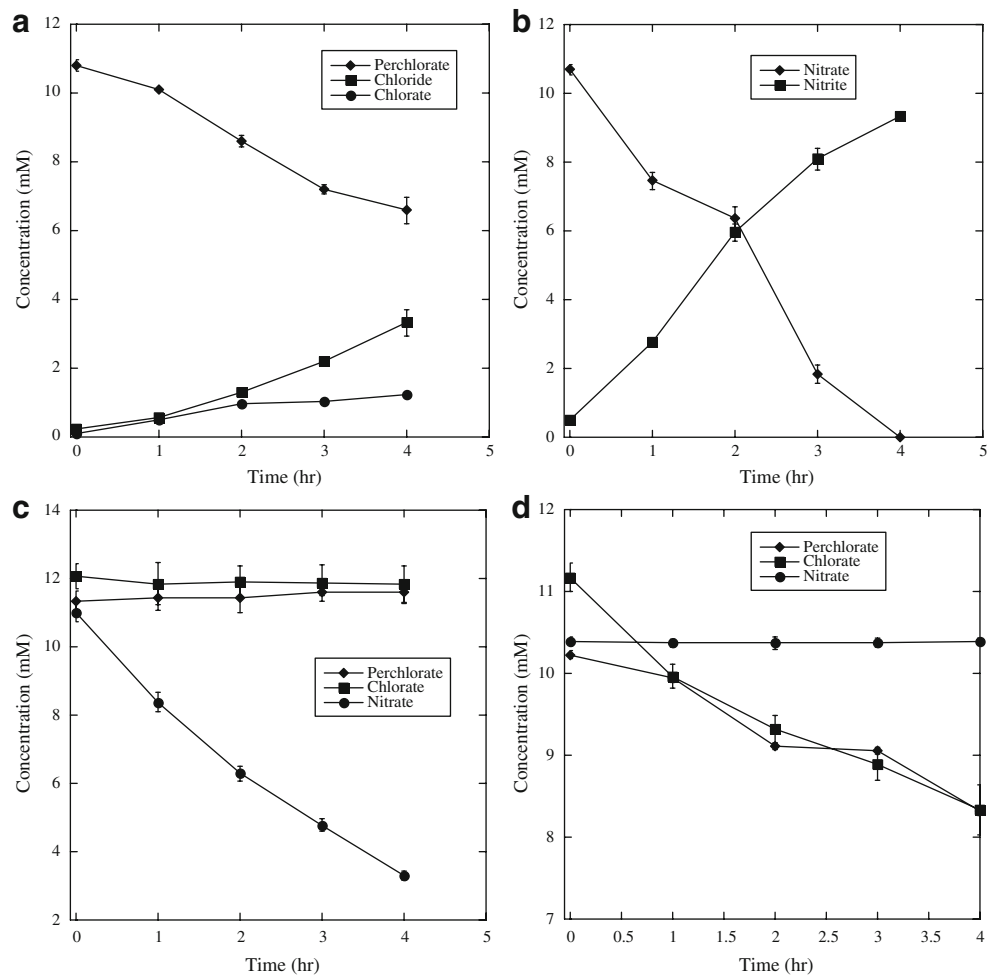 a
12
10
8
6
4
2
0
Concentration (mM)
Perchlorate
Chloride
Chlorate
0 1 2 3 4 5
Time (hr)
b
12
10
8
6
4
2
0
Concentration (mM)
Nitrate
Nitrite
0 1 2 3 4 5
Time (hr)
c
14
12
10
8
6
4
2
Concentration (mM)
Perchlorate
Chlorate
Nitrate
0 1 2 3 4 5
Time (hr)
d
12
11
10
9
8
7
Concentration (mM)
Perchlorate
Chlorate
Nitrate
0 0.5 1 1.5 2 2.5 3 3.5 4
Time (hr)